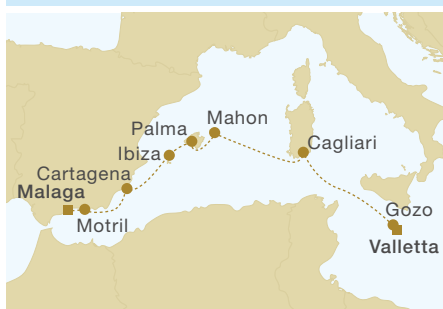 Palma
Mahon
Ibiza
Cagliari
Cartagena
Malaga
Motril
Gozo
Valletta